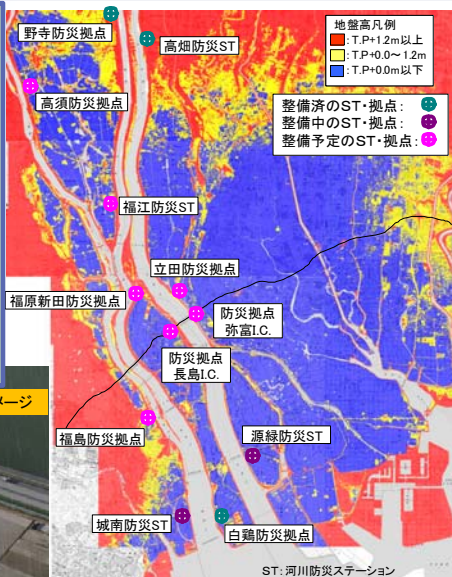 野寺防災拠点
高畑防災ST
地盤高凡例
:T.P+1.2m以上
:T.P+0.0～1.2m
:T.P+0.0m以下
高須防災拠点
整備済のST・拠点:
整備中のST・拠点:
整備予定のST・拠点:
福江防災ST
立田防災拠点
福原新田防災拠点
防災拠点
弥富I.C.
防災拠点
長島I.C.
メージ
福島防災拠点
源緑防災ST
城南防災ST
白鶏防災拠点
ST:河川防災ステーション